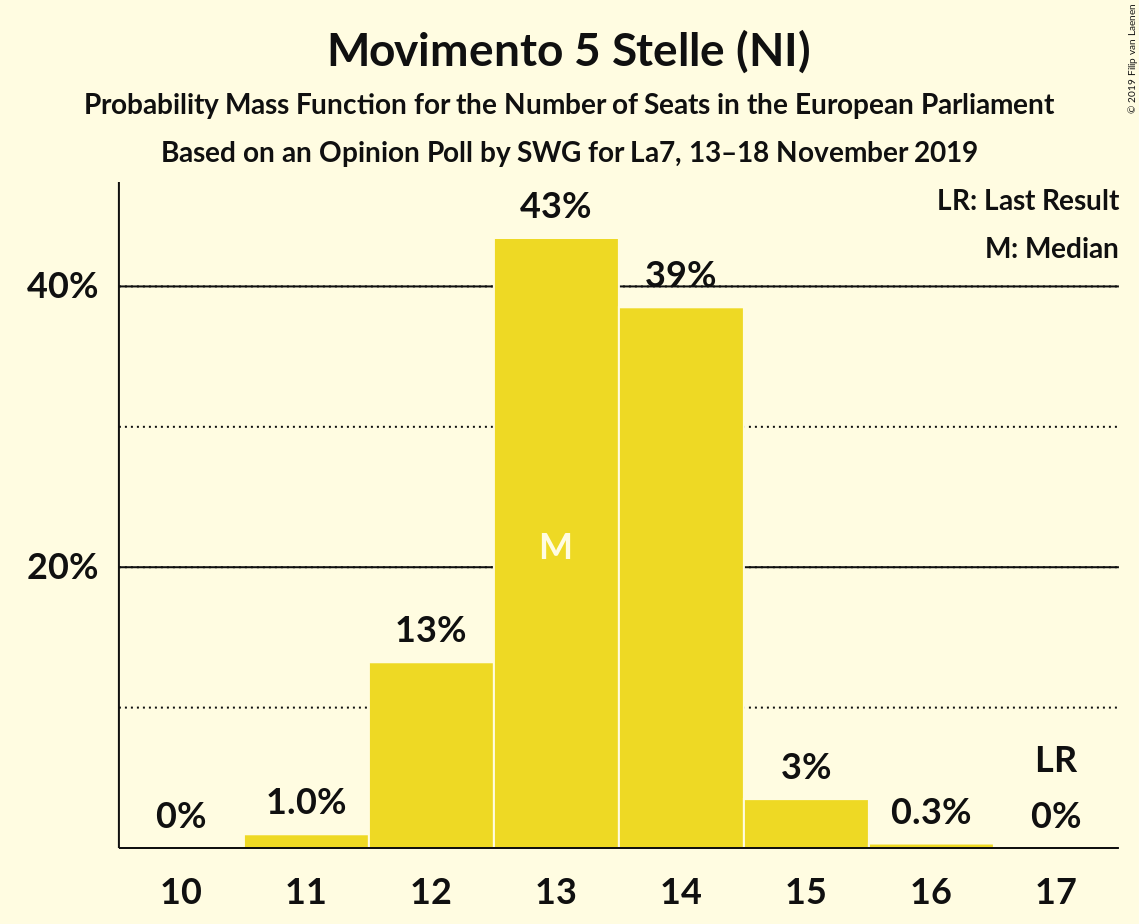 Movimento 5 Stelle (NI)
Probability Mass Function for the Number of Seats in the European Parliament
Based on an Opinion Poll by SWG for La7, 13–18 November 2019
© 2019 Filip van Laenen
LR: Last Result
M: Median
40%
20%
0%
1.0%
13%
43%
M
39%
3%
0.3%
LR
0%
10 11 12 13 14 15 16 17